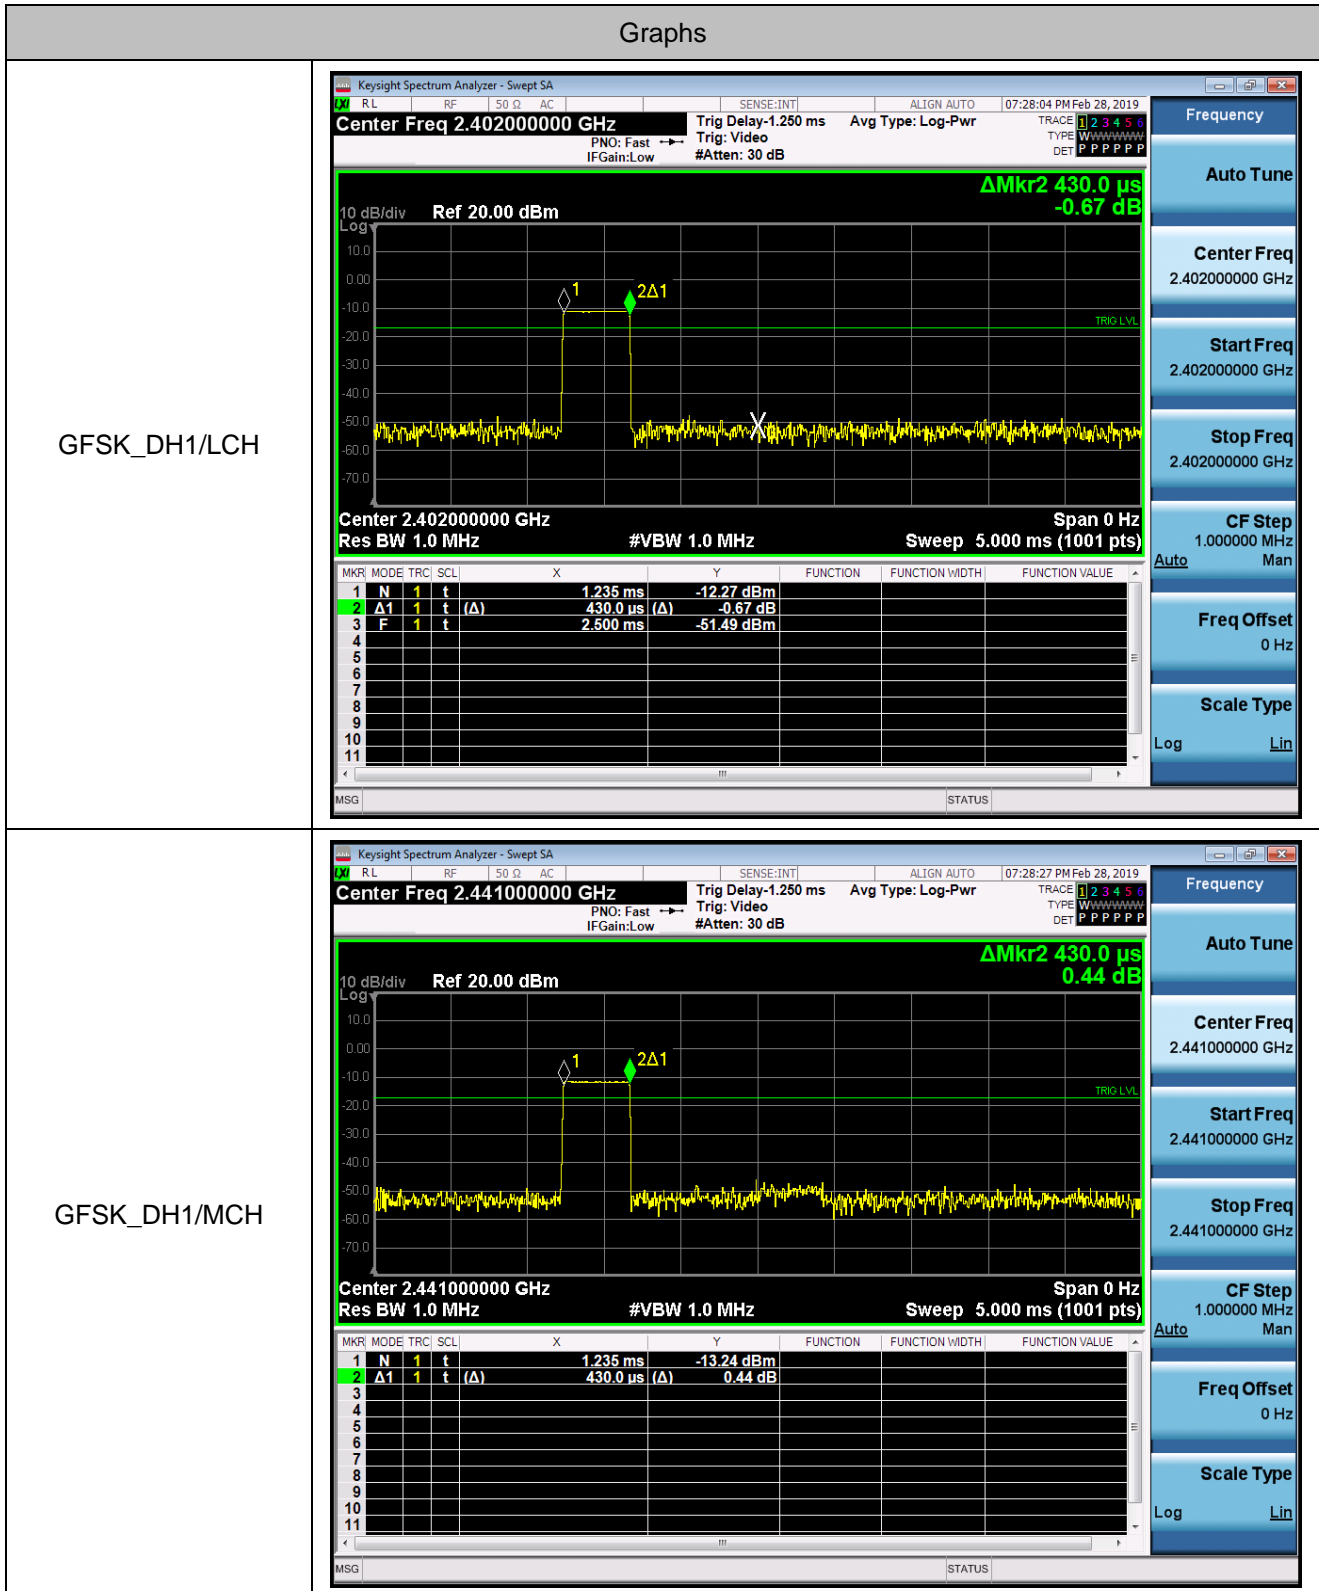 Graphs
GFSK_DH1/LCH
Keysight Spectrum Analyzer - Swept SA
LXI RL RF 50 Ω AC SENSE:INT ALIGN AUTO 07:28:04 PM Feb 28, 2019
Center Freq 2.402000000 GHz
PNO: Fast
IFGain:Low
Trig Delay-1.250 ms
Trig: Video
#Atten: 30 dB
Avg Type: Log-Pwr
TRACE 1 2 3 4 5 6
TYPE WWWWWW
DET P P P P P P
Frequency
Auto Tune
Center Freq
2.402000000 GHz
Start Freq
2.402000000 GHz
Stop Freq
2.402000000 GHz
CF Step
1.000000 MHz
Auto Man
Freq Offset
0 Hz
Scale Type
Log Lin
ΔMkr2 430.0 µs
-0.67 dB
10 dB/div Ref 20.00 dBm
Log
10.0
0.00
-10.0
-20.0
-30.0
-40.0
-50.0
-60.0
-70.0
1
2Δ1
TRIG LVL
X
Center 2.402000000 GHz Span 0 Hz
Res BW 1.0 MHz #VBW 1.0 MHz Sweep 5.000 ms (1001 pts)
MKR MODE TRC SCL X Y FUNCTION FUNCTION WIDTH FUNCTION VALUE
1 N 1 t 1.235 ms -12.27 dBm
2 Δ1 1 t (Δ) 430.0 µs (Δ) -0.67 dB
3 F 1 t 2.500 ms -51.49 dBm
4
5
6
7
8
9
10
11
MSG STATUS
GFSK_DH1/MCH
Keysight Spectrum Analyzer - Swept SA
LXI RL RF 50 Ω AC SENSE:INT ALIGN AUTO 07:28:27 PM Feb 28, 2019
Center Freq 2.441000000 GHz
PNO: Fast
IFGain:Low
Trig Delay-1.250 ms
Trig: Video
#Atten: 30 dB
Avg Type: Log-Pwr
TRACE 1 2 3 4 5 6
TYPE WWWWWW
DET P P P P P P
Frequency
Auto Tune
Center Freq
2.441000000 GHz
Start Freq
2.441000000 GHz
Stop Freq
2.441000000 GHz
CF Step
1.000000 MHz
Auto Man
Freq Offset
0 Hz
Scale Type
Log Lin
ΔMkr2 430.0 µs
0.44 dB
10 dB/div Ref 20.00 dBm
Log
10.0
0.00
-10.0
-20.0
-30.0
-40.0
-50.0
-60.0
-70.0
1
2Δ1
TRIG LVL
Center 2.441000000 GHz Span 0 Hz
Res BW 1.0 MHz #VBW 1.0 MHz Sweep 5.000 ms (1001 pts)
MKR MODE TRC SCL X Y FUNCTION FUNCTION WIDTH FUNCTION VALUE
1 N 1 t 1.235 ms -13.24 dBm
2 Δ1 1 t (Δ) 430.0 µs (Δ) 0.44 dB
3
4
5
6
7
8
9
10
11
MSG STATUS